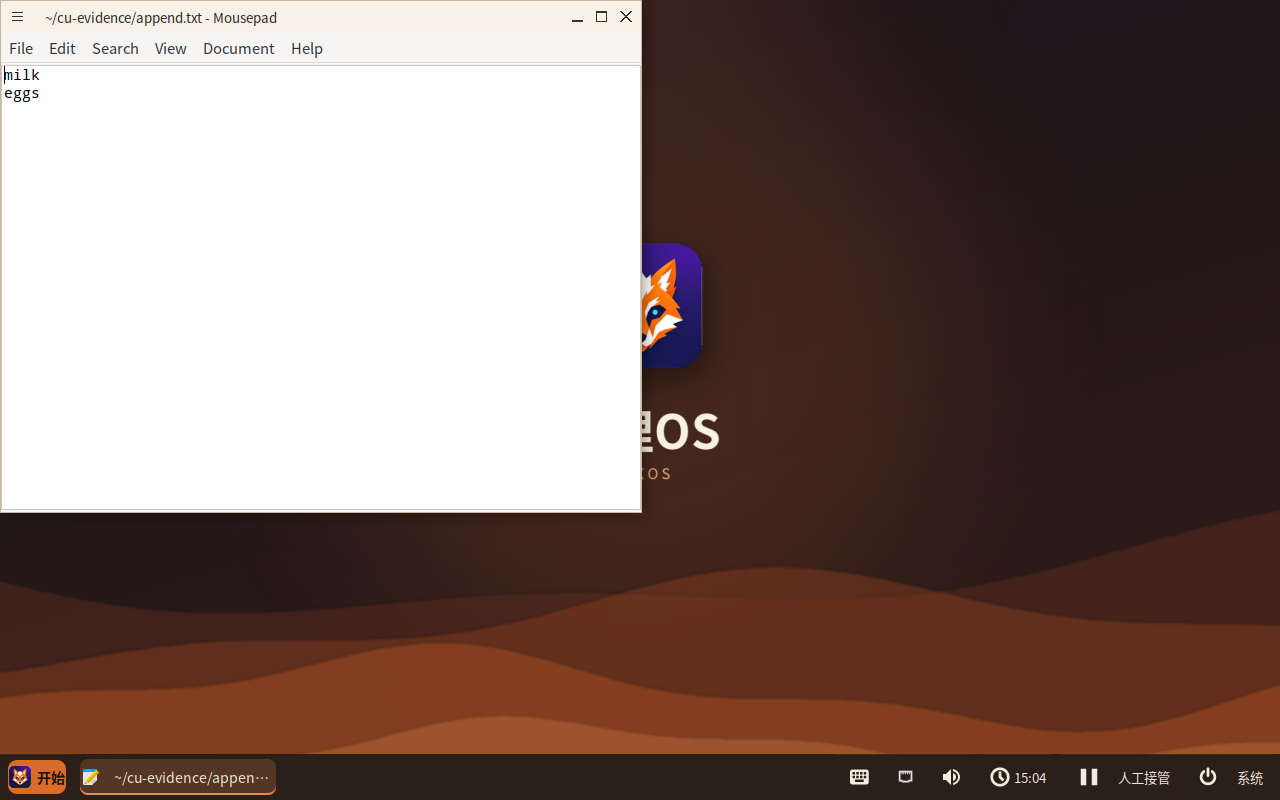 ~/cu-evidence/append.txt - Mousepad
File Edit Search View Document Help
milk
eggs
OS
OS
开始 ~/cu-evidence/appen… 15:04 人工接管 系统